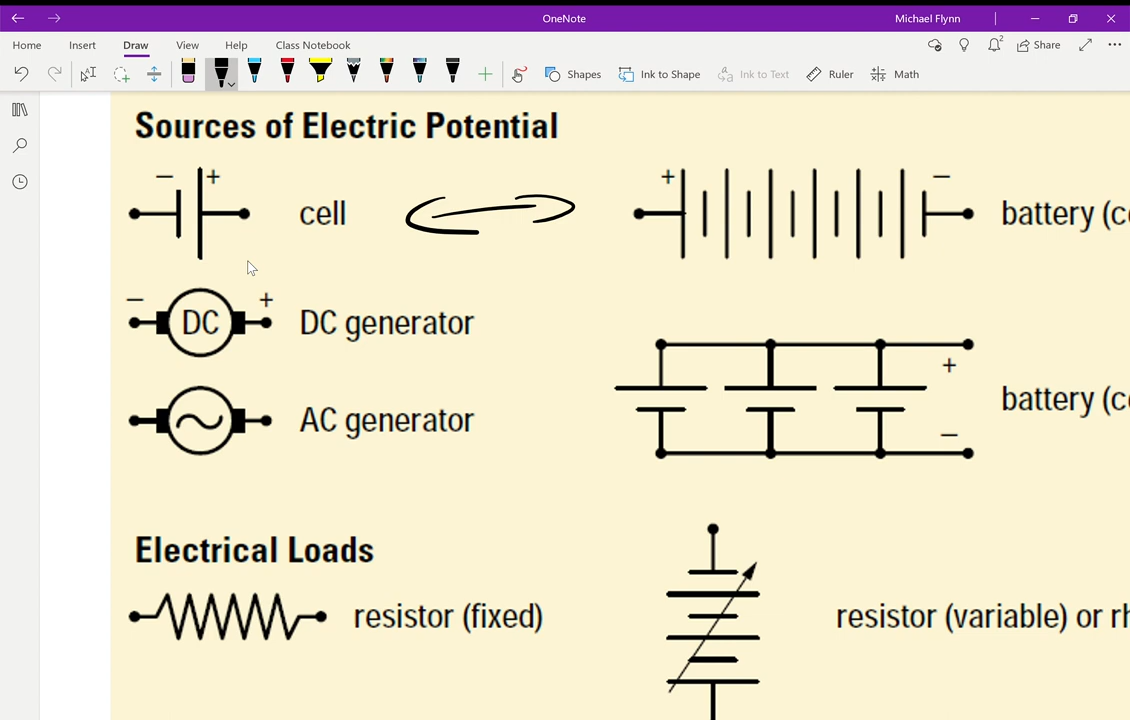 OneNote
Michael Flynn
Home Insert Draw View Help Class Notebook
2 Share
Shapes Ink to Shape Ink to Text Ruler Math
Sources of Electric Potential
− +
cell
+ −
battery (c
− DC +
DC generator
AC generator
+
−
battery (c
Electrical Loads
resistor (fixed)
resistor (variable) or rh